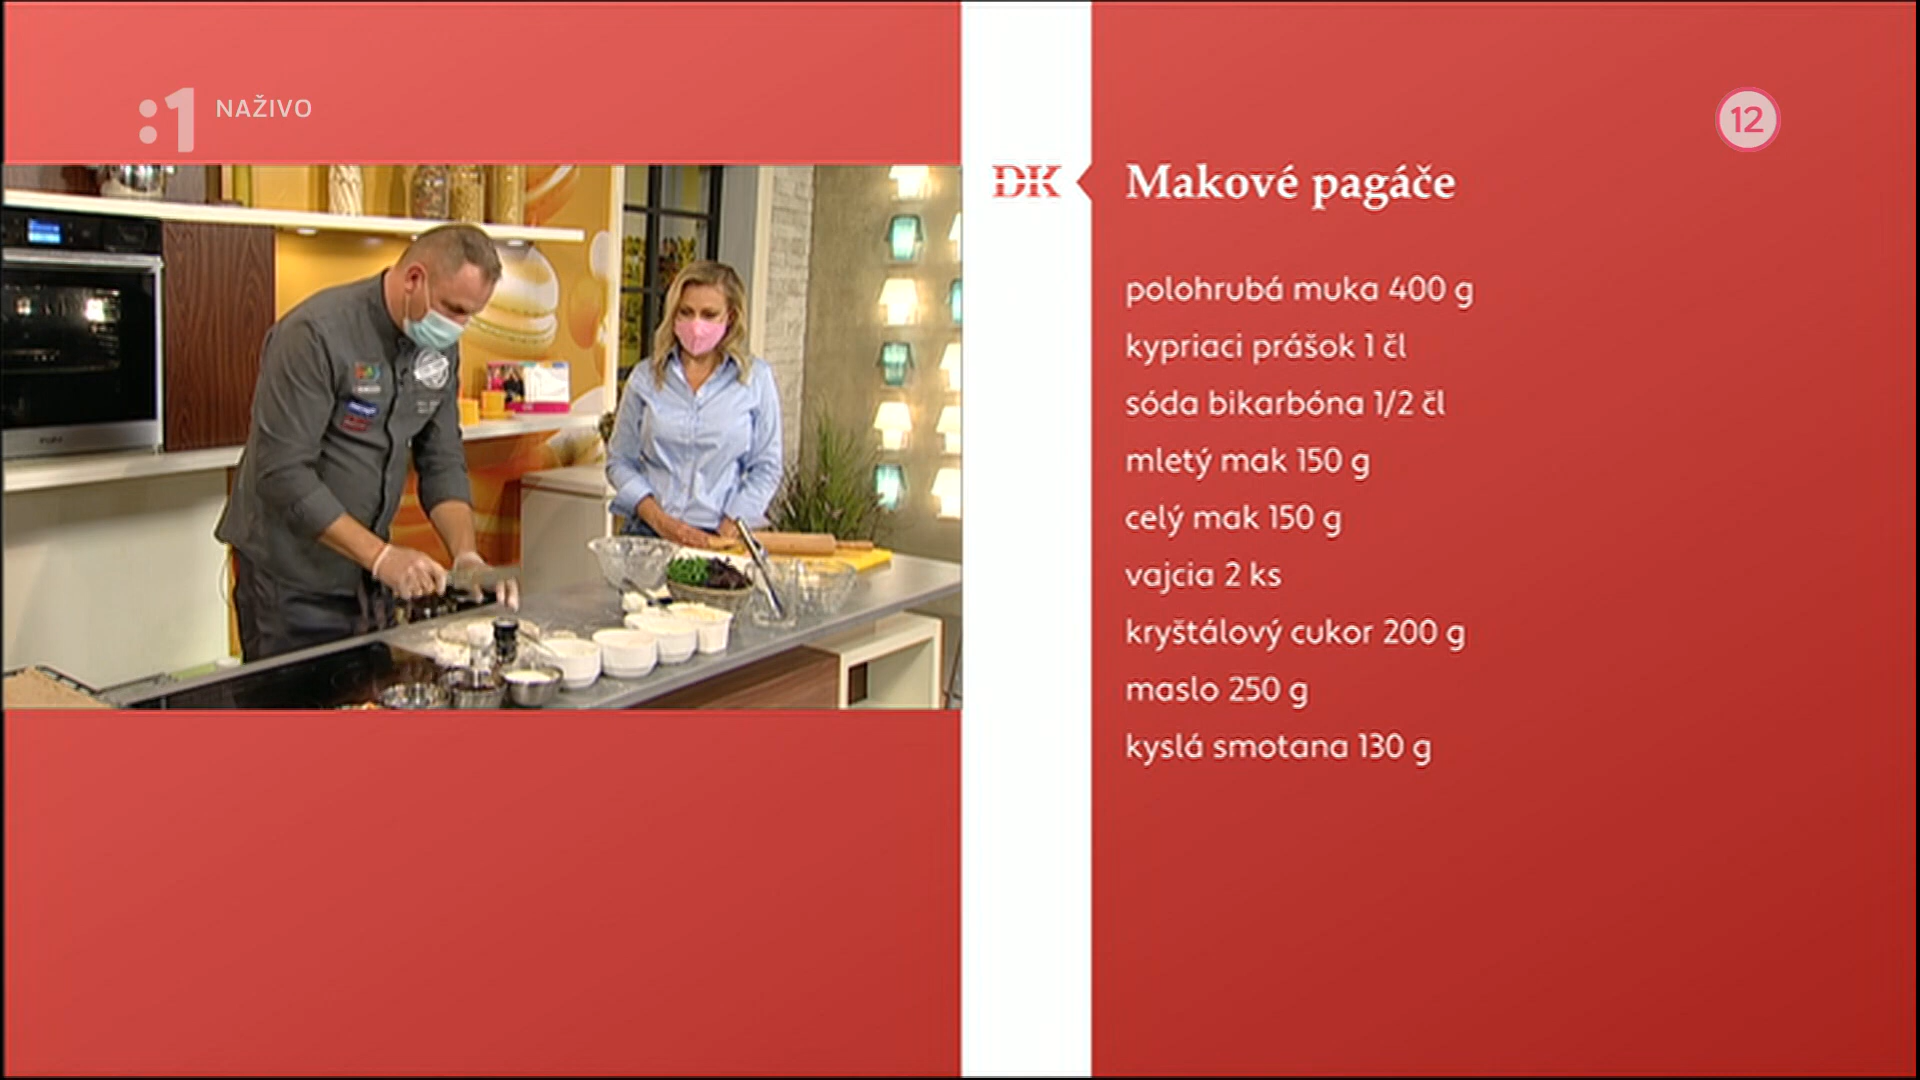 :1 NAŽIVO
12
DK
Makové pagáče
polohrubá muka 400 g
kypriaci prášok 1 čl
sóda bikarbóna 1/2 čl
mletý mak 150 g
celý mak 150 g
vajcia 2 ks
kryštálový cukor 200 g
maslo 250 g
kyslá smotana 130 g